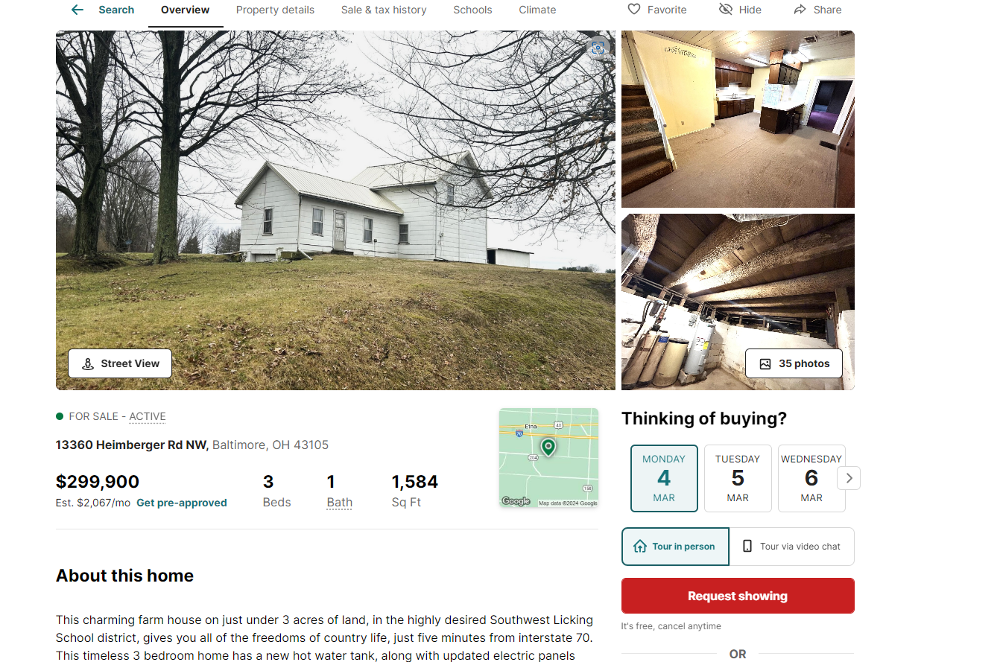 Search
Overview
Property details
Sale & tax history
Schools
Climate
Favorite
Hide
Share
Street View
35 photos
FOR SALE - ACTIVE
13360 Heimberger Rd NW, Baltimore, OH 43105
$299,900
Est. $2,067/mo Get pre-approved
3
Beds
1
Bath
1,584
Sq Ft
Etna
40
70
204
158
Google
Map data ©2024 Google
Thinking of buying?
MONDAY
4
MAR
TUESDAY
5
MAR
WEDNESDAY
6
MAR
Tour in person
Tour via video chat
Request showing
It's free, cancel anytime
OR
About this home
This charming farm house on just under 3 acres of land, in the highly desired Southwest Licking
School district, gives you all of the freedoms of country life, just five minutes from interstate 70.
This timeless 3 bedroom home has a new hot water tank, along with updated electric panels